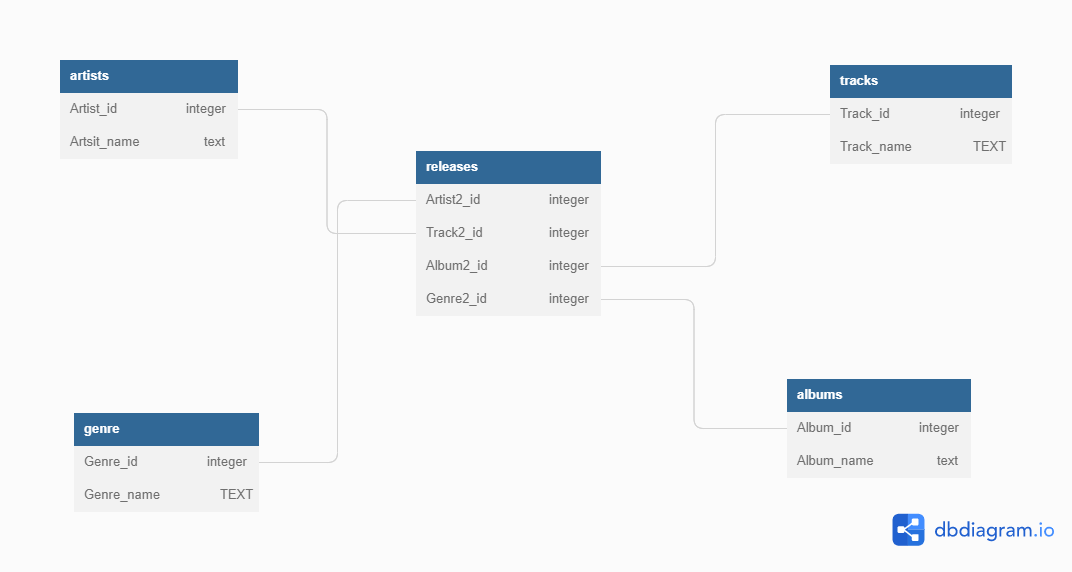 artists
Artist_id integer
Artsit_name text
releases
Artist2_id integer
Track2_id integer
Album2_id integer
Genre2_id integer
tracks
Track_id integer
Track_name TEXT
genre
Genre_id integer
Genre_name TEXT
albums
Album_id integer
Album_name text
dbdiagram.io